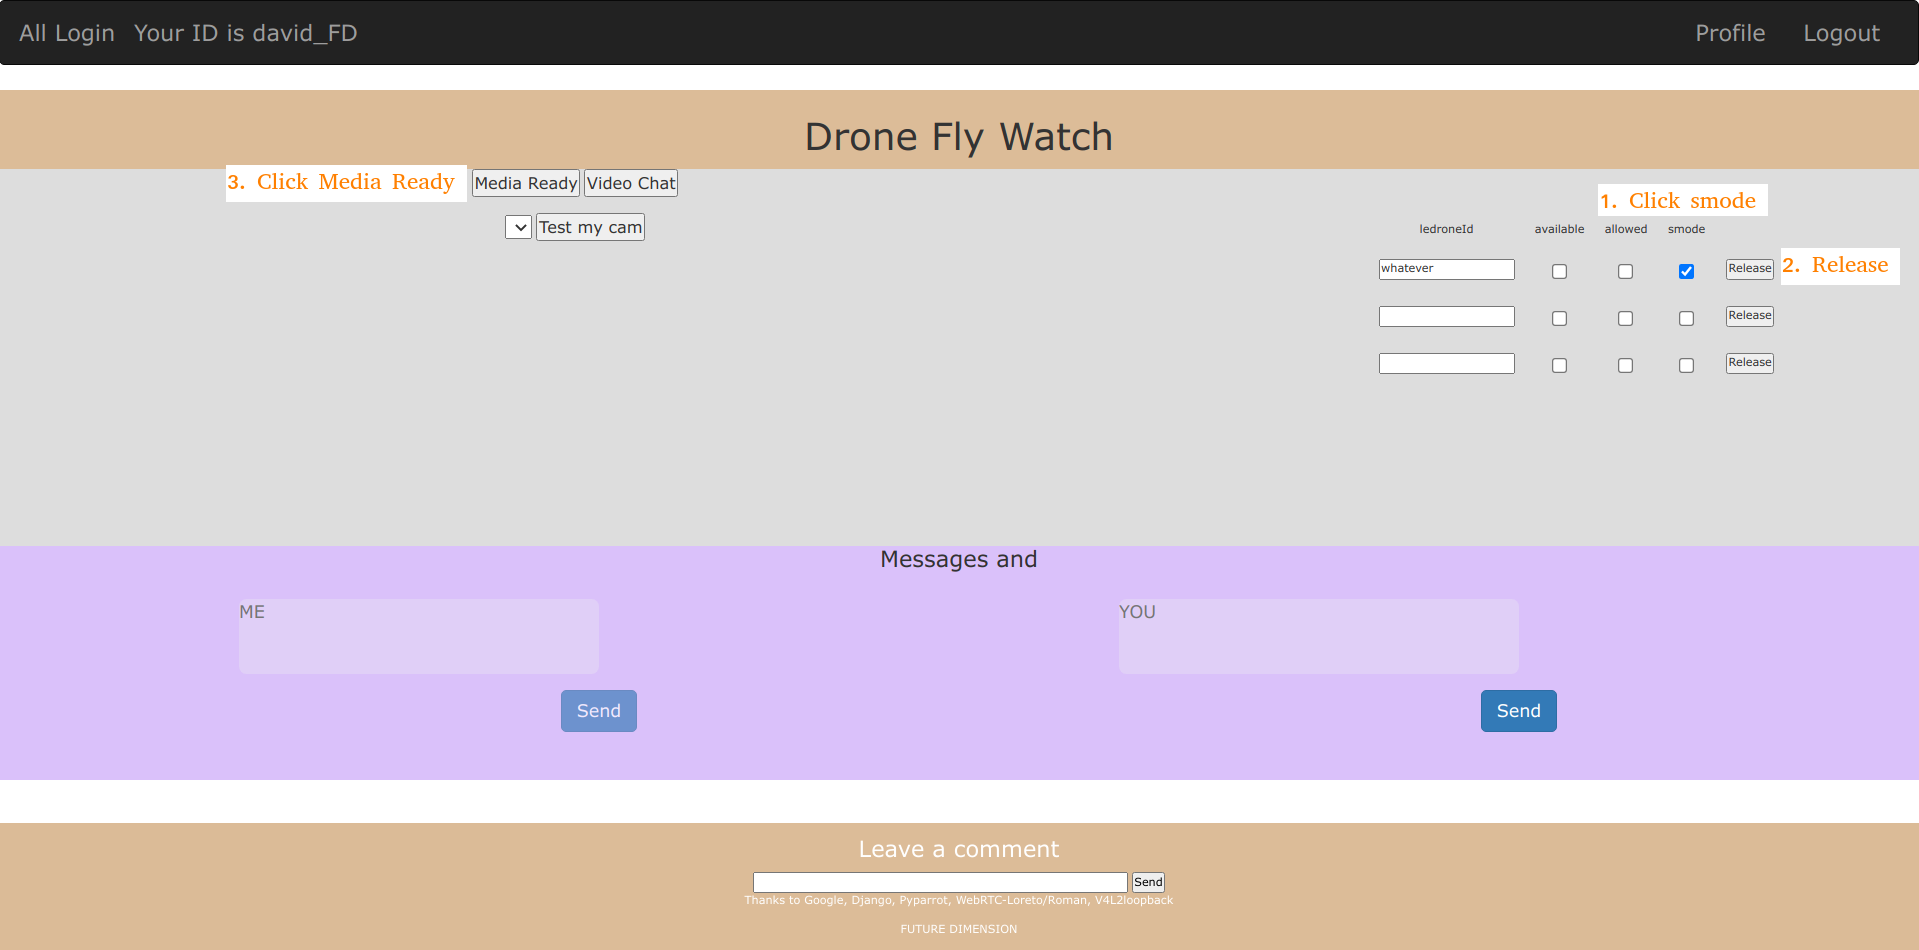 All Login Your ID is david_FD Profile Logout
Drone Fly Watch
3. Click Media Ready Media Ready Video Chat
1. Click smode
Test my cam
ledroneId available allowed smode
whatever Release 2. Release
Release
Release
Messages and
ME YOU
Send Send
Leave a comment
Send
Thanks to Google, Django, Pyparrot, WebRTC-Loreto/Roman, V4L2loopback
FUTURE DIMENSION